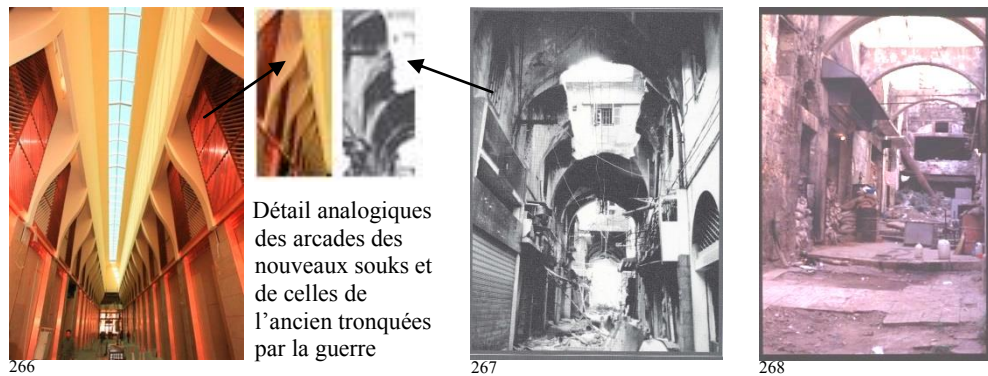 Détail analogiques
des arcades des
nouveaux souks et
de celles de
l’ancien tronquées
par la guerre
266
267
268